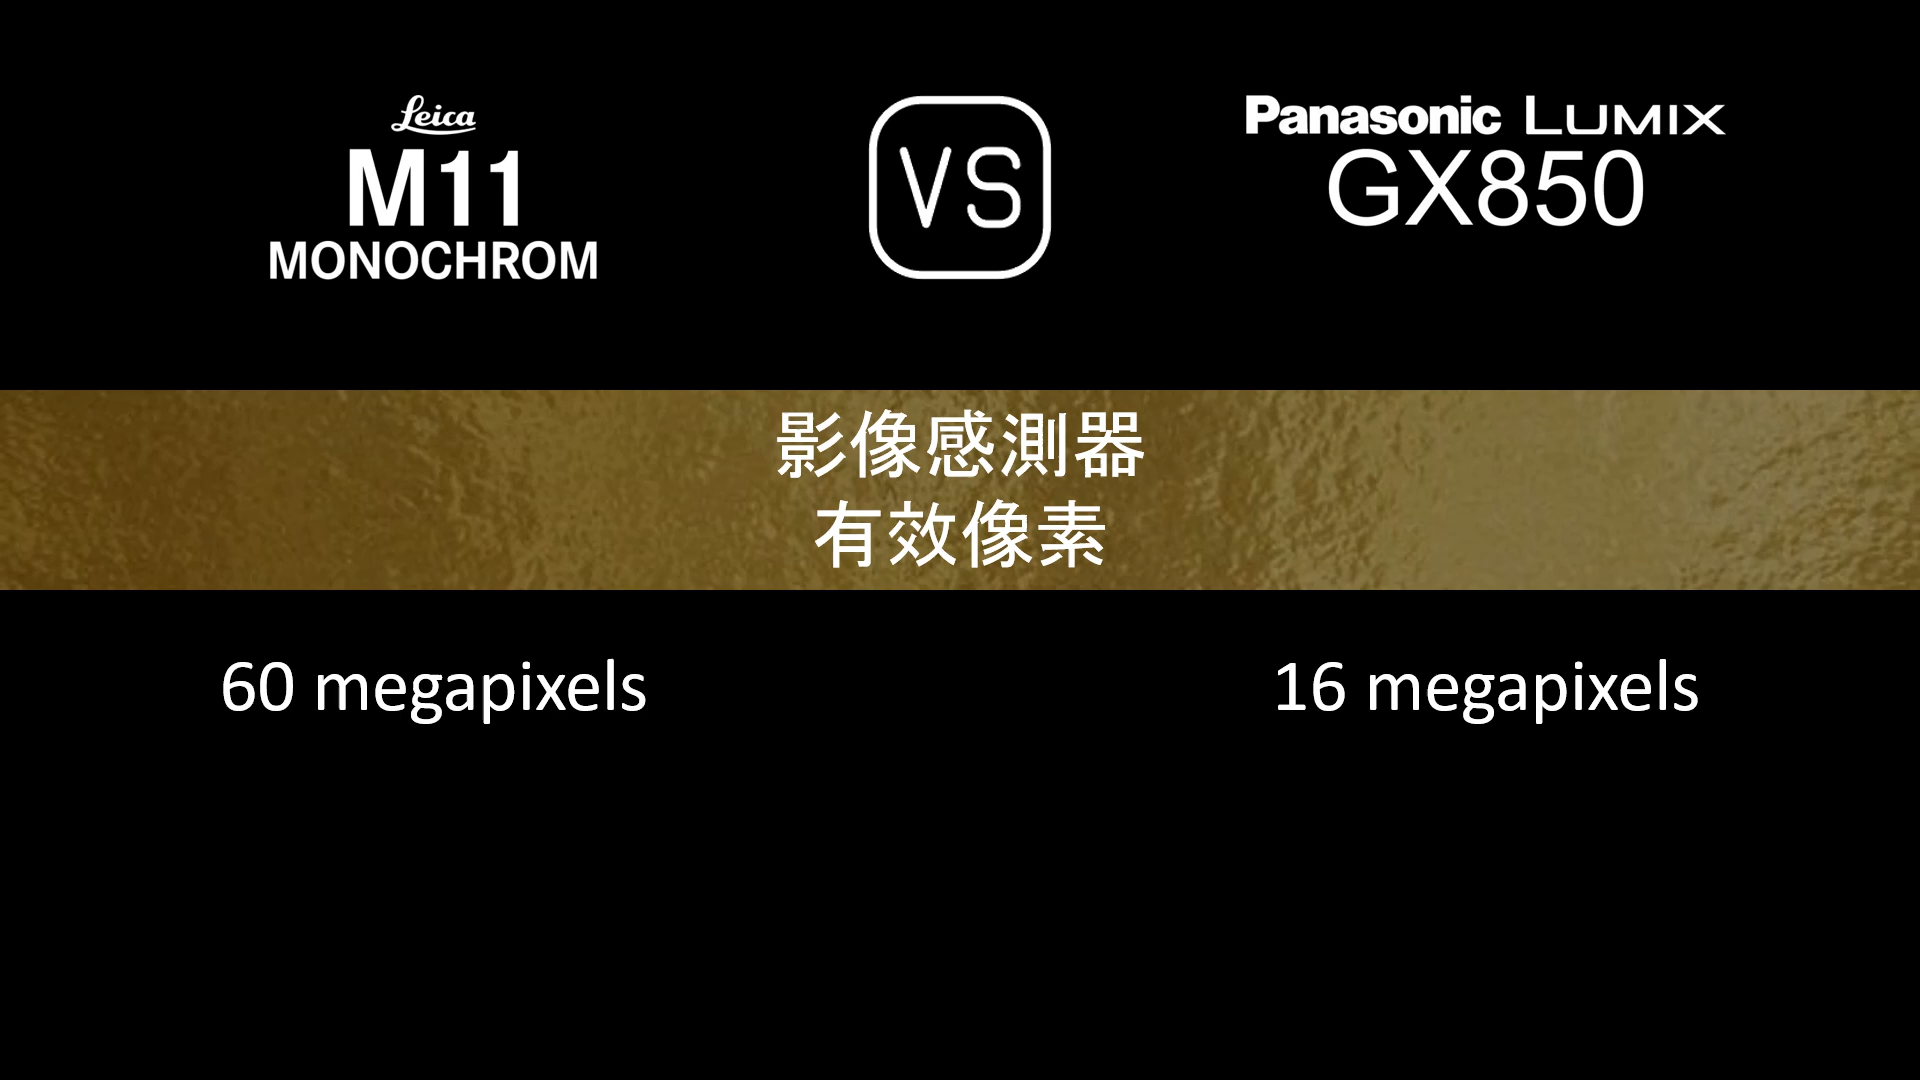 Leica
M11
MONOCHROM
VS
Panasonic LUMIX
GX850
影像感測器
有效像素
60 megapixels
16 megapixels